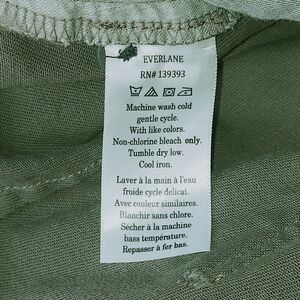 EVERLANE
RN# 139393
Machine wash cold
gentle cycle.
With like colors.
Non-chlorine bleach only.
Tumble dry low.
Cool iron.
Laver à la main à l'eau
froide cycle délicat.
Avec couleur similaires.
Blanchir sans chlore.
Sécher à la machine
bass température.
Repasser à fer bas.